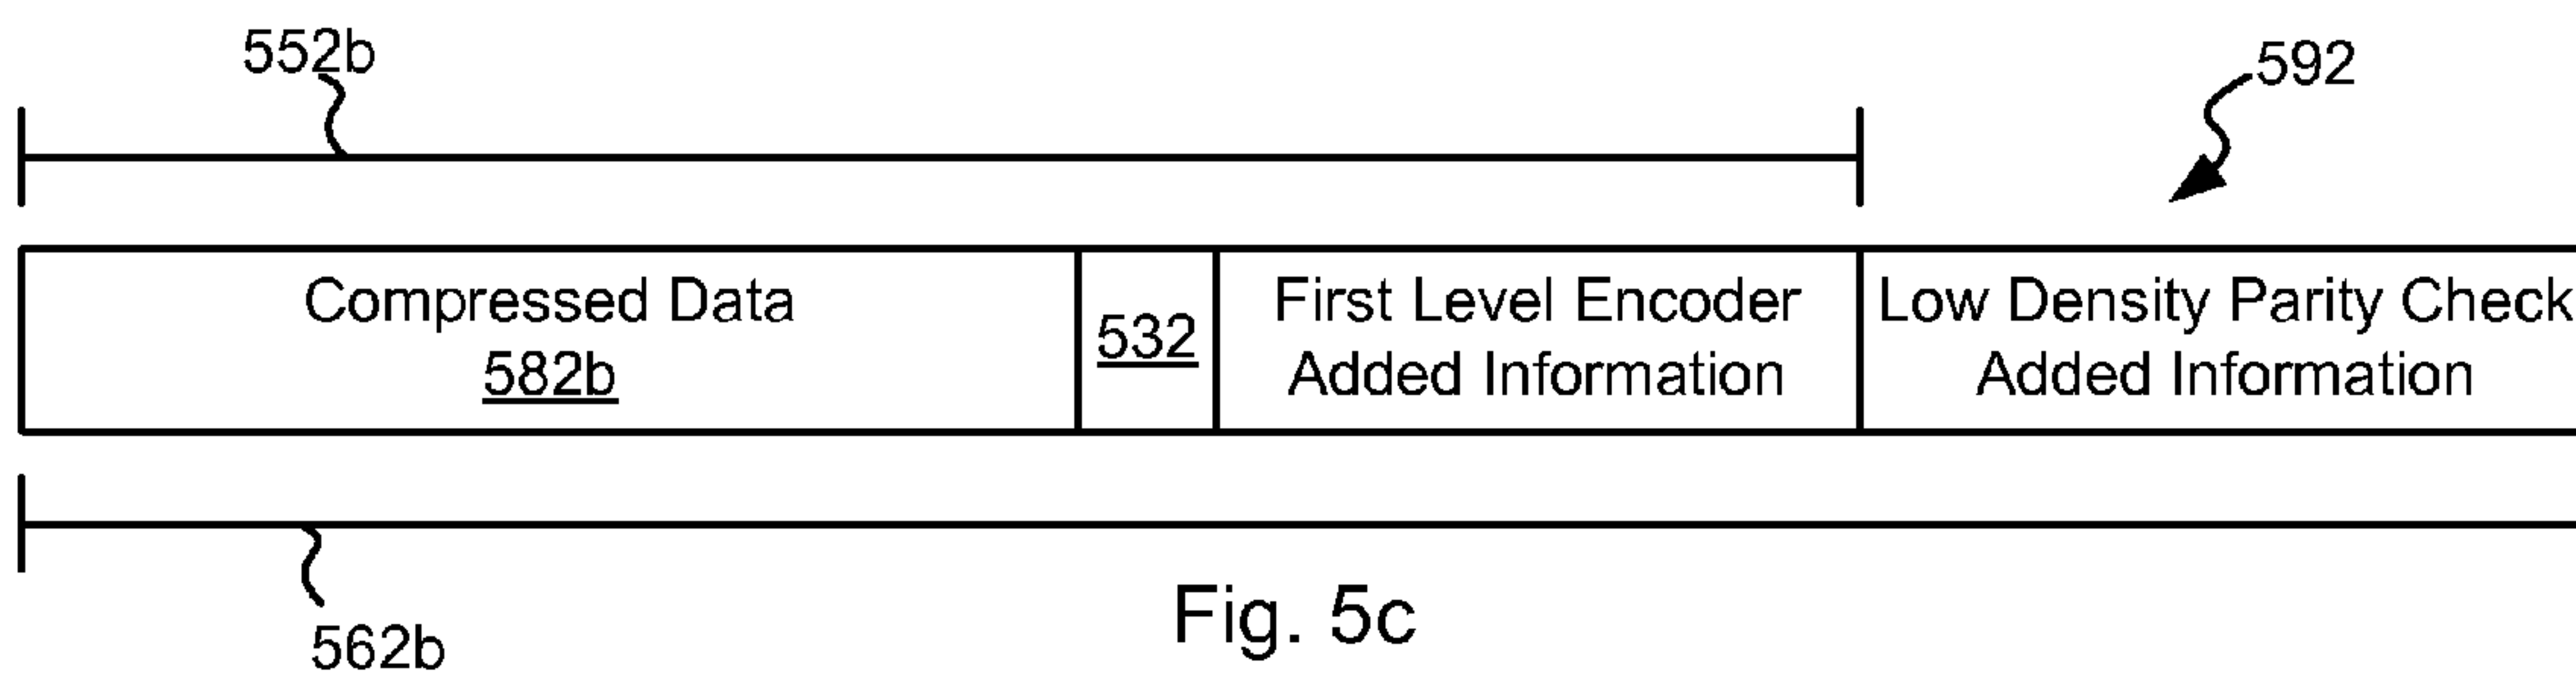 552b
592
Compressed Data
582b
532
First Level Encoder
Added Information
Low Density Parity Check
Added Information
562b
Fig. 5c